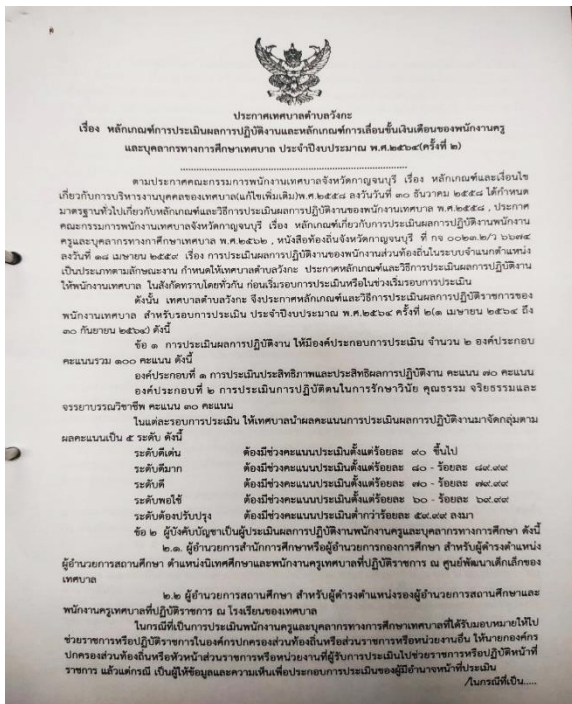 ประกาศเทศบาลตำบลวังกะ
เรื่อง หลักเกณฑ์การประเมินผลการปฏิบัติงานและหลักเกณฑ์การเลื่อนขั้นเงินเดือนของพนักงานครู
และบุคลากรทางการศึกษาเทศบาล ประจำปีงบประมาณ พ.ศ.๒๕๖๔(ครั้งที่ ๒)
ตามประกาศคณะกรรมการพนักงานเทศบาลจังหวัดกาญจนบุรี เรื่อง หลักเกณฑ์และเงื่อนไข
เกี่ยวกับการบริหารงานบุคคลของเทศบาล(แก้ไขเพิ่มเติม)พ.ศ.๒๕๕๘ ลงวันวันที่ ๓๐ ธันวาคม ๒๕๕๘ ได้กำหนด
มาตรฐานทั่วไปเกี่ยวกับหลักเกณฑ์และวิธีการประเมินผลการปฏิบัติงานของพนักงานเทศบาล พ.ศ.๒๕๕๘ , ประกาศ
คณะกรรมการพนักงานเทศบาลจังหวัดกาญจนบุรี เรื่อง หลักเกณฑ์เกี่ยวกับการประเมินผลการปฏิบัติงานพนักงาน
ครูและบุคลากรทางกาศึกษาเทศบาล พ.ศ.๒๕๖๒ , หนังสือท้องถิ่นจังหวัดกาญจนบุรี ที่ กจ ๐๐๒๓.๒/ว ๖๖๗๔
ลงวันที่ ๑๘ เมษายน ๒๕๕๙ เรื่อง การประเมินผลการปฏิบัติงานของพนักงานส่วนท้องถิ่นในระบบจำแนกตำแหน่ง
เป็นประเภทตามลักษณะงาน กำหนดให้เทศบาลตำบลวังกะ ประกาศหลักเกณฑ์และวิธีการประเมินผลการปฏิบัติงาน
ให้พนักงานเทศบาล ในสังกัดทราบโดยทั่วกัน ก่อนเริ่มรอบการประเมินหรือในช่วงเริ่มรอบการประเมิน
ดังนั้น เทศบาลตำบลวังกะ จึงประกาศหลักเกณฑ์และวิธีการประเมินผลการปฏิบัติราชการของ
พนักงานเทศบาล สำหรับรอบการประเมิน ประจำปีงบประมาณ พ.ศ.๒๕๖๔ ครั้งที่ ๒(๑ เมษายน ๒๕๖๔ ถึง
๓๐ กันยายน ๒๕๖๔) ดังนี้
ข้อ ๑ การประเมินผลการปฏิบัติงาน ให้มีองค์ประกอบการประเมิน จำนวน ๒ องค์ประกอบ
คะแนนรวม ๑๐๐ คะแนน ดังนี้
องค์ประกอบที่ ๑ การประเมินประสิทธิภาพและประสิทธิผลการปฏิบัติงาน คะแนน ๗๐ คะแนน
องค์ประกอบที่ ๒ การประเมินการปฏิบัติตนในการรักษาวินัย คุณธรรม จริยธรรมและ
จรรยาบรรณวิชาชีพ คะแนน ๓๐ คะแนน
ในแต่ละรอบการประเมิน ให้เทศบาลนำผลคะแนนการประเมินผลการปฏิบัติงานมาจัดกลุ่มตาม
ผลคะแนนเป็น ๕ ระดับ ดังนี้
ระดับดีเด่น ต้องมีช่วงคะแนนประเมินตั้งแต่ร้อยละ ๙๐ ขึ้นไป
ระดับดีมาก ต้องมีช่วงคะแนนประเมินตั้งแต่ร้อยละ ๘๐ - ร้อยละ ๘๙.๙๙
ระดับดี ต้องมีช่วงคะแนนประเมินตั้งแต่ร้อยละ ๗๐ - ร้อยละ ๗๙.๙๙
ระดับพอใช้ ต้องมีช่วงคะแนนประเมินตั้งแต่ร้อยละ ๖๐ - ร้อยละ ๖๙.๙๙
ระดับต้องปรับปรุง ต้องมีช่วงคะแนนประเมินต่ำกว่าร้อยละ ๕๙.๙๙ ลงมา
ข้อ ๒ ผู้บังคับบัญชาเป็นผู้ประเมินผลการปฏิบัติงานพนักงานครูและบุคลากรทางการศึกษา ดังนี้
๒.๑. ผู้อำนวยการสำนักการศึกษาหรือผู้อำนวยการกองการศึกษา สำหรับผู้ดำรงตำแหน่ง
ผู้อำนวยการสถานศึกษา ตำแหน่งนิเทศศึกษาและพนักงานครูเทศบาลที่ปฏิบัติราชการ ณ ศูนย์พัฒนาเด็กเล็กของ
เทศบาล
๒.๒ ผู้อำนวยการสถานศึกษา สำหรับผู้ดำรงตำแหน่งรองผู้อำนวยการสถานศึกษาและ
พนักงานครูเทศบาลที่ปฏิบัติราชการ ณ โรงเรียนของเทศบาล
ในกรณีที่เป็นการประเมินพนักงานครูและบุคลากรทางการศึกษาเทศบาลที่ได้รับมอบหมายให้ไป
ช่วยราชการหรือปฏิบัติราชการในองค์กรปกครองส่วนท้องถิ่นหรือส่วนราชการหรือหน่วยงานอื่น ให้นายกองค์กร
ปกครองส่วนท้องถิ่นหรือหัวหน้าส่วนราชการหรือหน่วยงานที่ผู้รับการประเมินไปช่วยราชการหรือปฏิบัติหน้าที่
ราชการ แล้วแต่กรณี เป็นผู้ให้ข้อมูลและความเห็นเพื่อประกอบการประเมินของผู้มีอำนาจหน้าที่ประเมิน
/ในกรณีที่เป็น.....